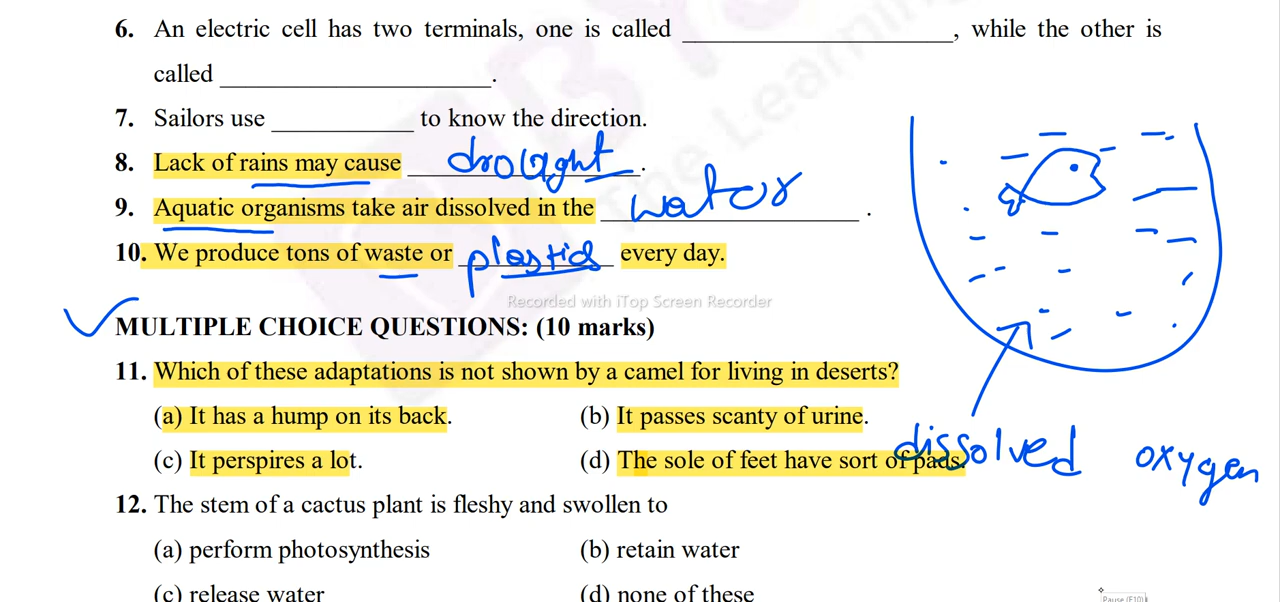 6. An electric cell has two terminals, one is called ____________________, while the other is
called ____________________.
7. Sailors use ____________ to know the direction.
8. Lack of rains may cause drought.
9. Aquatic organisms take air dissolved in the water.
10. We produce tons of waste or plastics every day.
Recorded with iTop Screen Recorder
MULTIPLE CHOICE QUESTIONS: (10 marks)
11. Which of these adaptations is not shown by a camel for living in deserts?
(a) It has a hump on its back. (b) It passes scanty of urine.
(c) It perspires a lot. (d) The sole of feet have sort of pads.
dissolved oxygen
12. The stem of a cactus plant is fleshy and swollen to
(a) perform photosynthesis (b) retain water
(c) release water (d) none of these
Pause (F10)